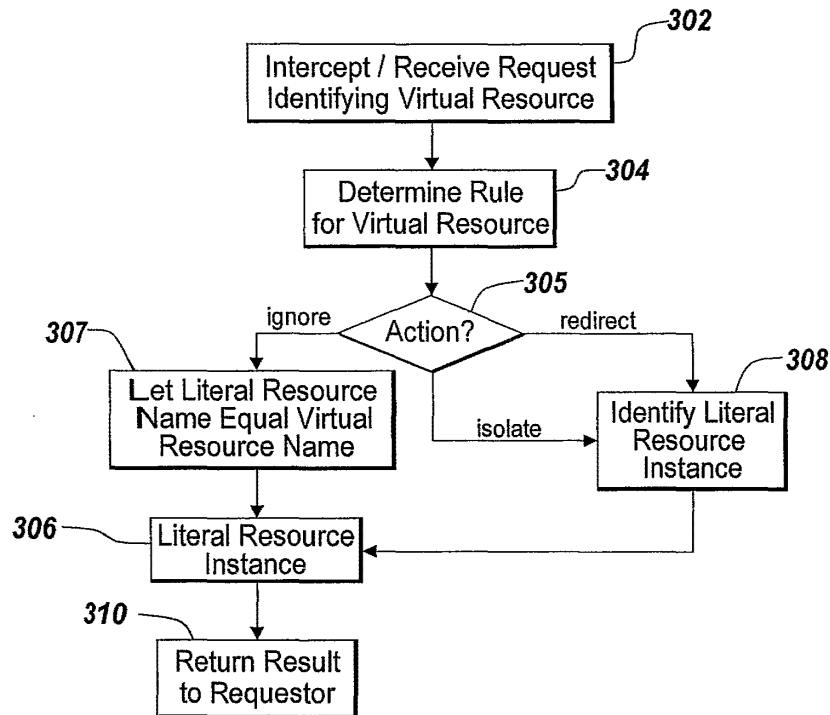 302
Intercept / Receive Request
Identifying Virtual Resource
304
Determine Rule
for Virtual Resource
305
Action?
ignore
redirect
isolate
307
Let Literal Resource
Name Equal Virtual
Resource Name
308
Identify Literal
Resource
Instance
306
Literal Resource
Instance
310
Return Result
to Requestor